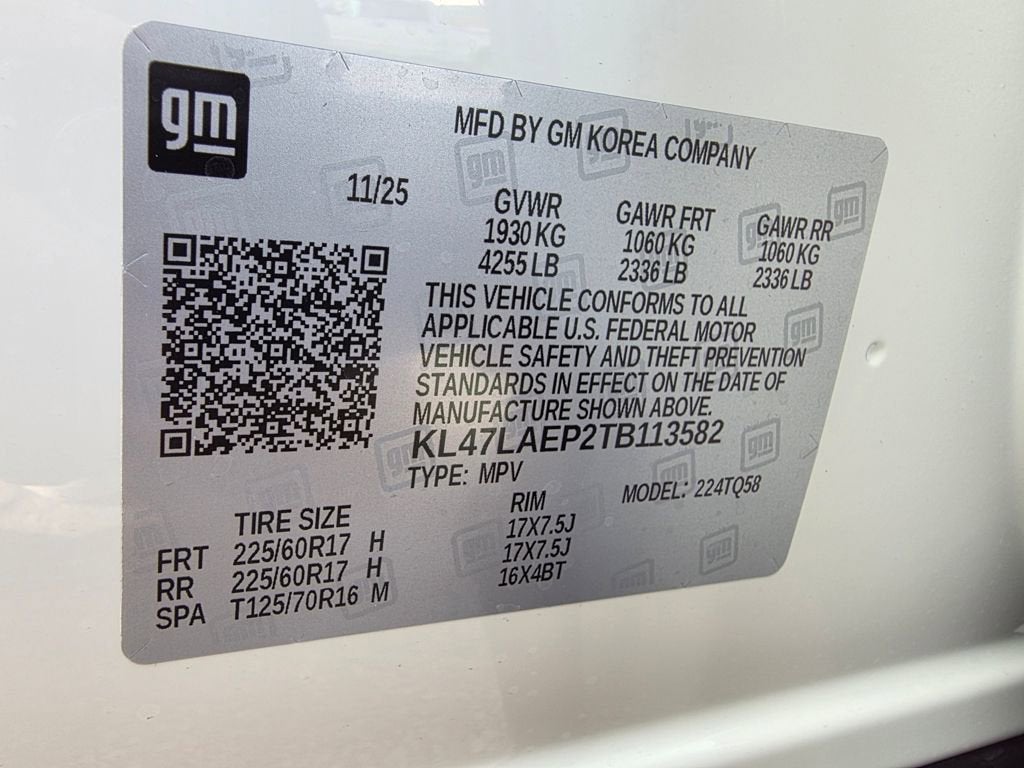 gm
MFD BY GM KOREA COMPANY
11/25
GVWR GAWR FRT GAWR RR
1930 KG 1060 KG 1060 KG
4255 LB 2336 LB 2336 LB
THIS VEHICLE CONFORMS TO ALL
APPLICABLE U.S. FEDERAL MOTOR
VEHICLE SAFETY AND THEFT PREVENTION
STANDARDS IN EFFECT ON THE DATE OF
MANUFACTURE SHOWN ABOVE.
KL47LAEP2TB113582
TYPE: MPV MODEL: 224TQ58
TIRE SIZE RIM
FRT 225/60R17 H 17X7.5J
RR 225/60R17 H 17X7.5J
SPA T125/70R16 M 16X4BT